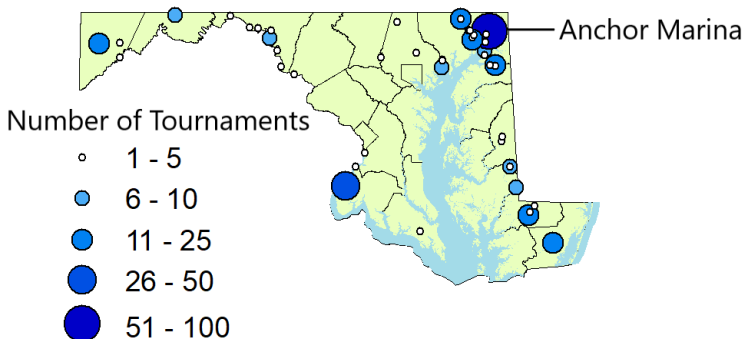 Anchor Marina
Number of Tournaments
1 - 5
6 - 10
11 - 25
26 - 50
51 - 100